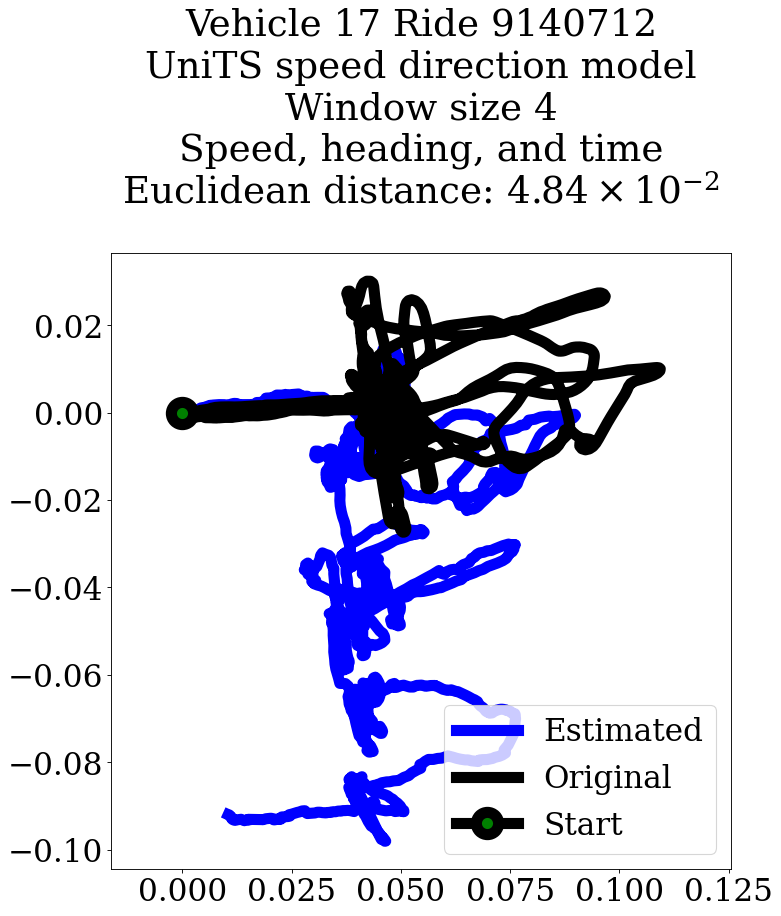 Vehicle 17 Ride 9140712
UniTS speed direction model
Window size 4
Speed, heading, and time
Euclidean distance: 4.84 × 10⁻²
0.02
0.00
−0.02
−0.04
−0.06
−0.08
−0.10
Estimated
Original
Start
0.000 0.025 0.050 0.075 0.100 0.125